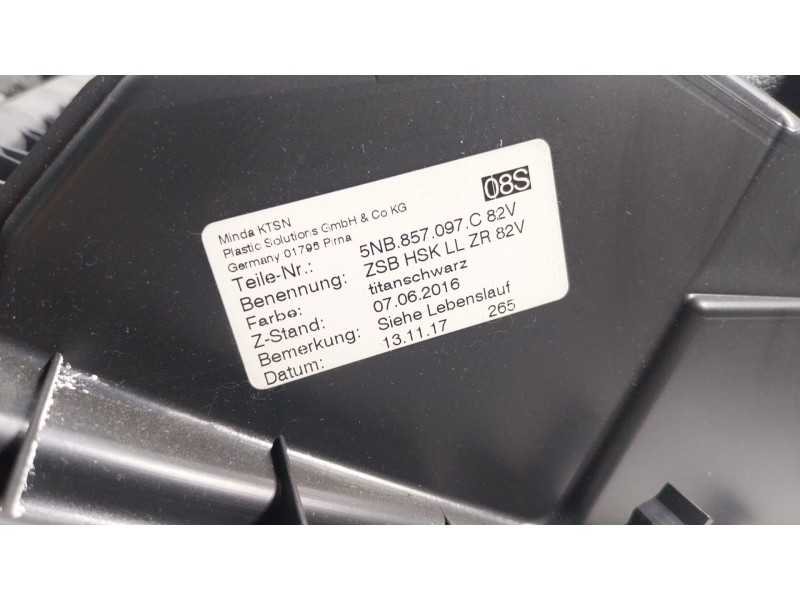 08S
Minda KTSN
Plastic Solutions GmbH & Co KG
Germany 01796 Pirna
Teile-Nr.: 5NB.857.097.C 82V
Benennung: ZSB HSK LL ZR 82V
Farbe: titanschwarz
Z-Stand: 07.06.2016
Bemerkung: Siehe Lebenslauf
Datum: 13.11.17 265